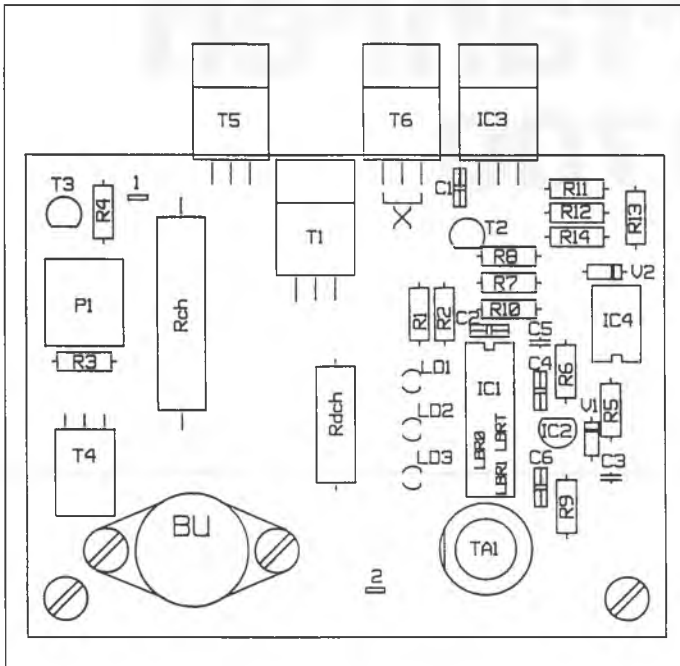 T5
T6
IC3
T3
R4
1
C1
R11
R12
R13
R14
X
T2
T1
R8
R7
V2
P1
Rch
R10
R1
R2
C2
C5
IC4
R3
LD1
IC1
C4
R6
Rdch
LD2
LBR0 LBRT
LBRI
IC2
V1
R5
T4
LD3
C6
C3
R9
BU
TA1
2